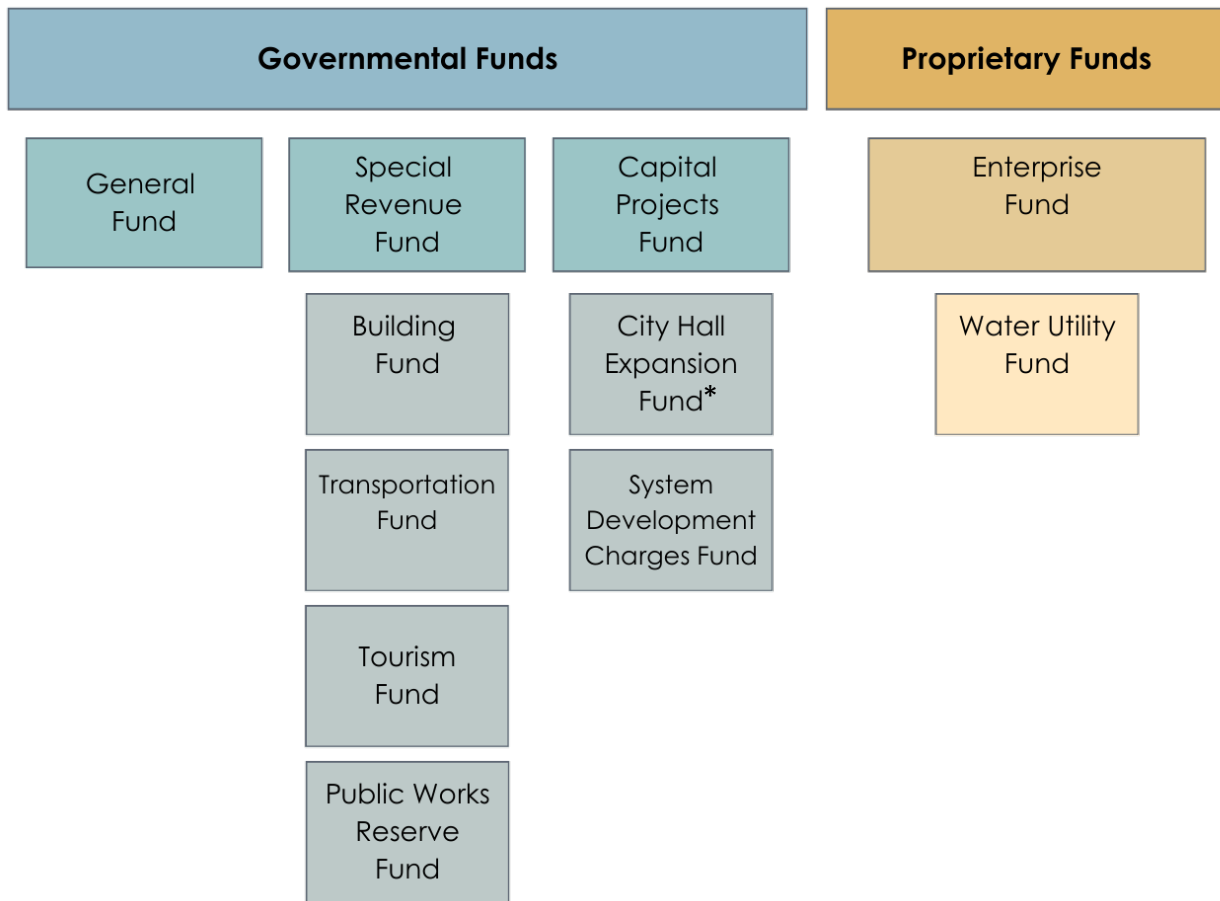 Governmental Funds
Proprietary Funds
General
Fund
Special
Revenue
Fund
Capital
Projects
Fund
Enterprise
Fund
Building
Fund
City Hall
Expansion
Fund*
Water Utility
Fund
Transportation
Fund
System
Development
Charges Fund
Tourism
Fund
Public Works
Reserve
Fund